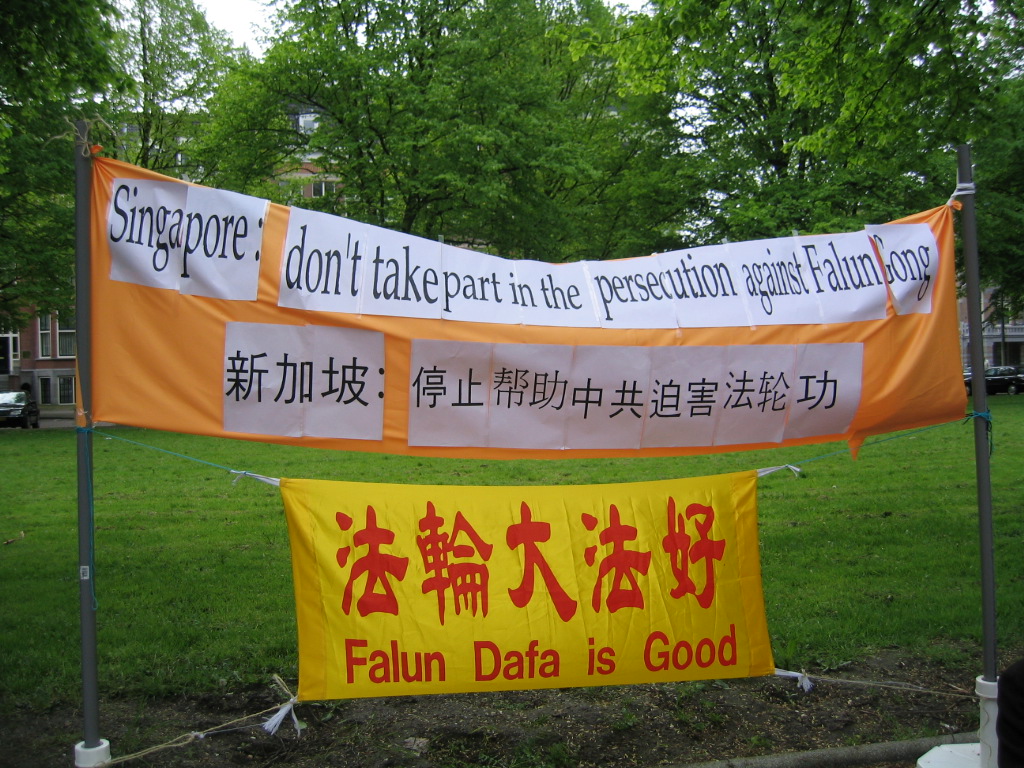 Singapore : don't take part in the persecution against Falun Gong
新加坡：停止帮助中共迫害法轮功
法輪大法好
Falun Dafa is Good